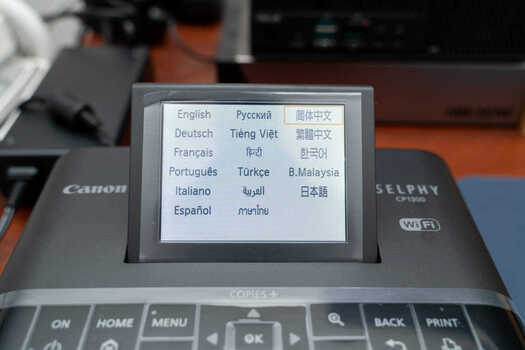 English Русский 简体中文
Deutsch Tiếng Việt 繁體中文
Français हिन्दी 한국어
Português Türkçe B.Malaysia
Italiano العربية 日本語
Español ภาษาไทย
Canon
SELPHY
CP1300
Wi-Fi
COPIES +
ON HOME MENU OK BACK PRINT